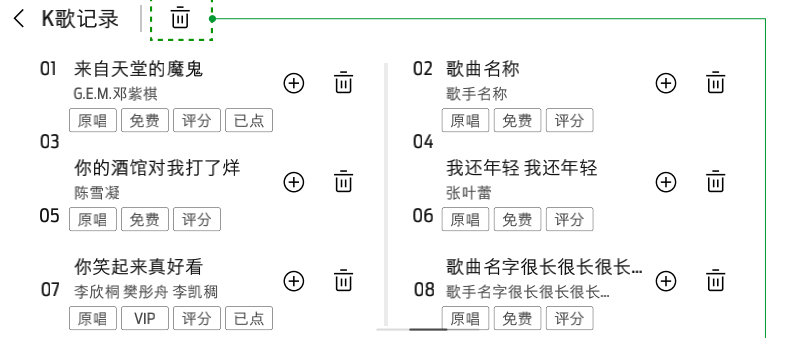 K歌记录
01 来自天堂的魔鬼
G.E.M.邓紫棋
原唱 免费 评分 已点
02 歌曲名称
歌手名称
原唱 免费 评分
03
你的酒馆对我打了烊
陈雪凝
04
我还年轻 我还年轻
张叶蕾
05 原唱 免费 评分
06 原唱 免费 评分
你笑起来真好看
07 李欣桐 樊彤舟 李凯稠
原唱 VIP 评分 已点
歌曲名字很长很长很长...
08 歌手名字很长很长很长...
原唱 免费 评分